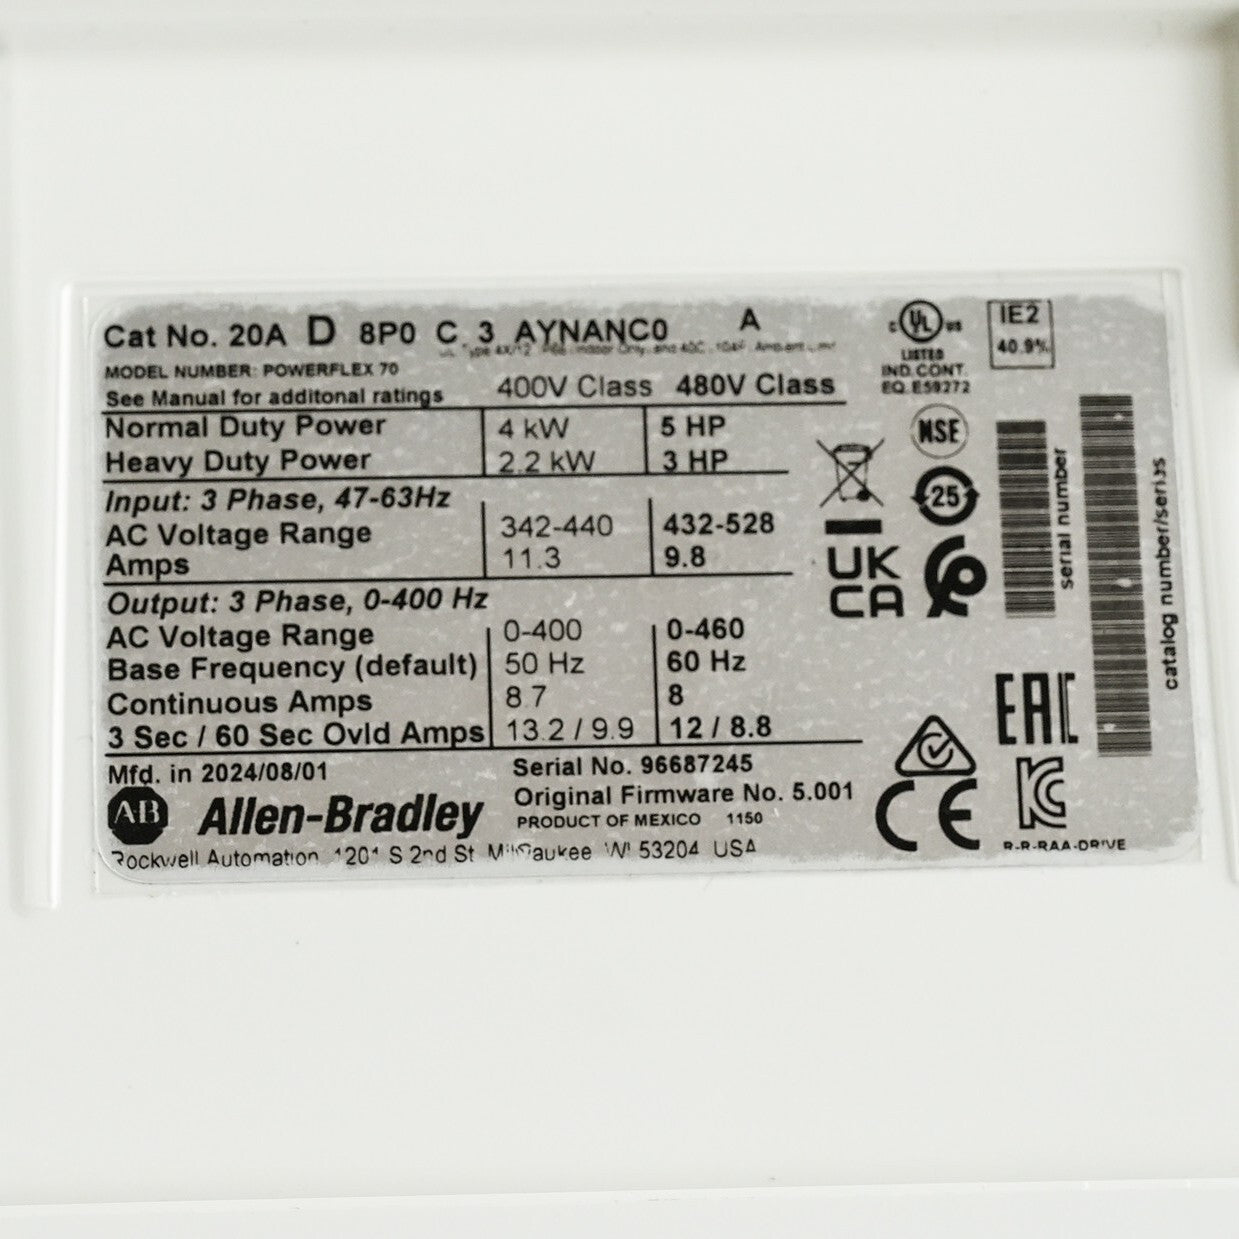 Cat No. 20A D 8P0 C 3 AYNANC0 A
MODEL NUMBER: POWERFLEX 70
See Manual for additonal ratings 400V Class 480V Class
Normal Duty Power 4 kW 5 HP
Heavy Duty Power 2.2 kW 3 HP
Input: 3 Phase, 47-63Hz
AC Voltage Range 342-440 432-528
Amps 11.3 9.8
Output: 3 Phase, 0-400 Hz
AC Voltage Range 0-400 0-460
Base Frequency (default) 50 Hz 60 Hz
Continuous Amps 8.7 8
3 Sec / 60 Sec Ovld Amps 13.2 / 9.9 12 / 8.8
Mfd. in 2024/08/01
Serial No. 96687245
Original Firmware No. 5.001
PRODUCT OF MEXICO 1150
AB Allen-Bradley
Rockwell Automation 1201 S 2nd St Milwaukee WI 53204 USA
c UL us
LISTED
IND. CONT.
EQ. E59272
IE2
40.9%
NSE
25
UK
CA
EAC
CE
KC
R-R-RAA-DRIVE
serial number
catalog number/series